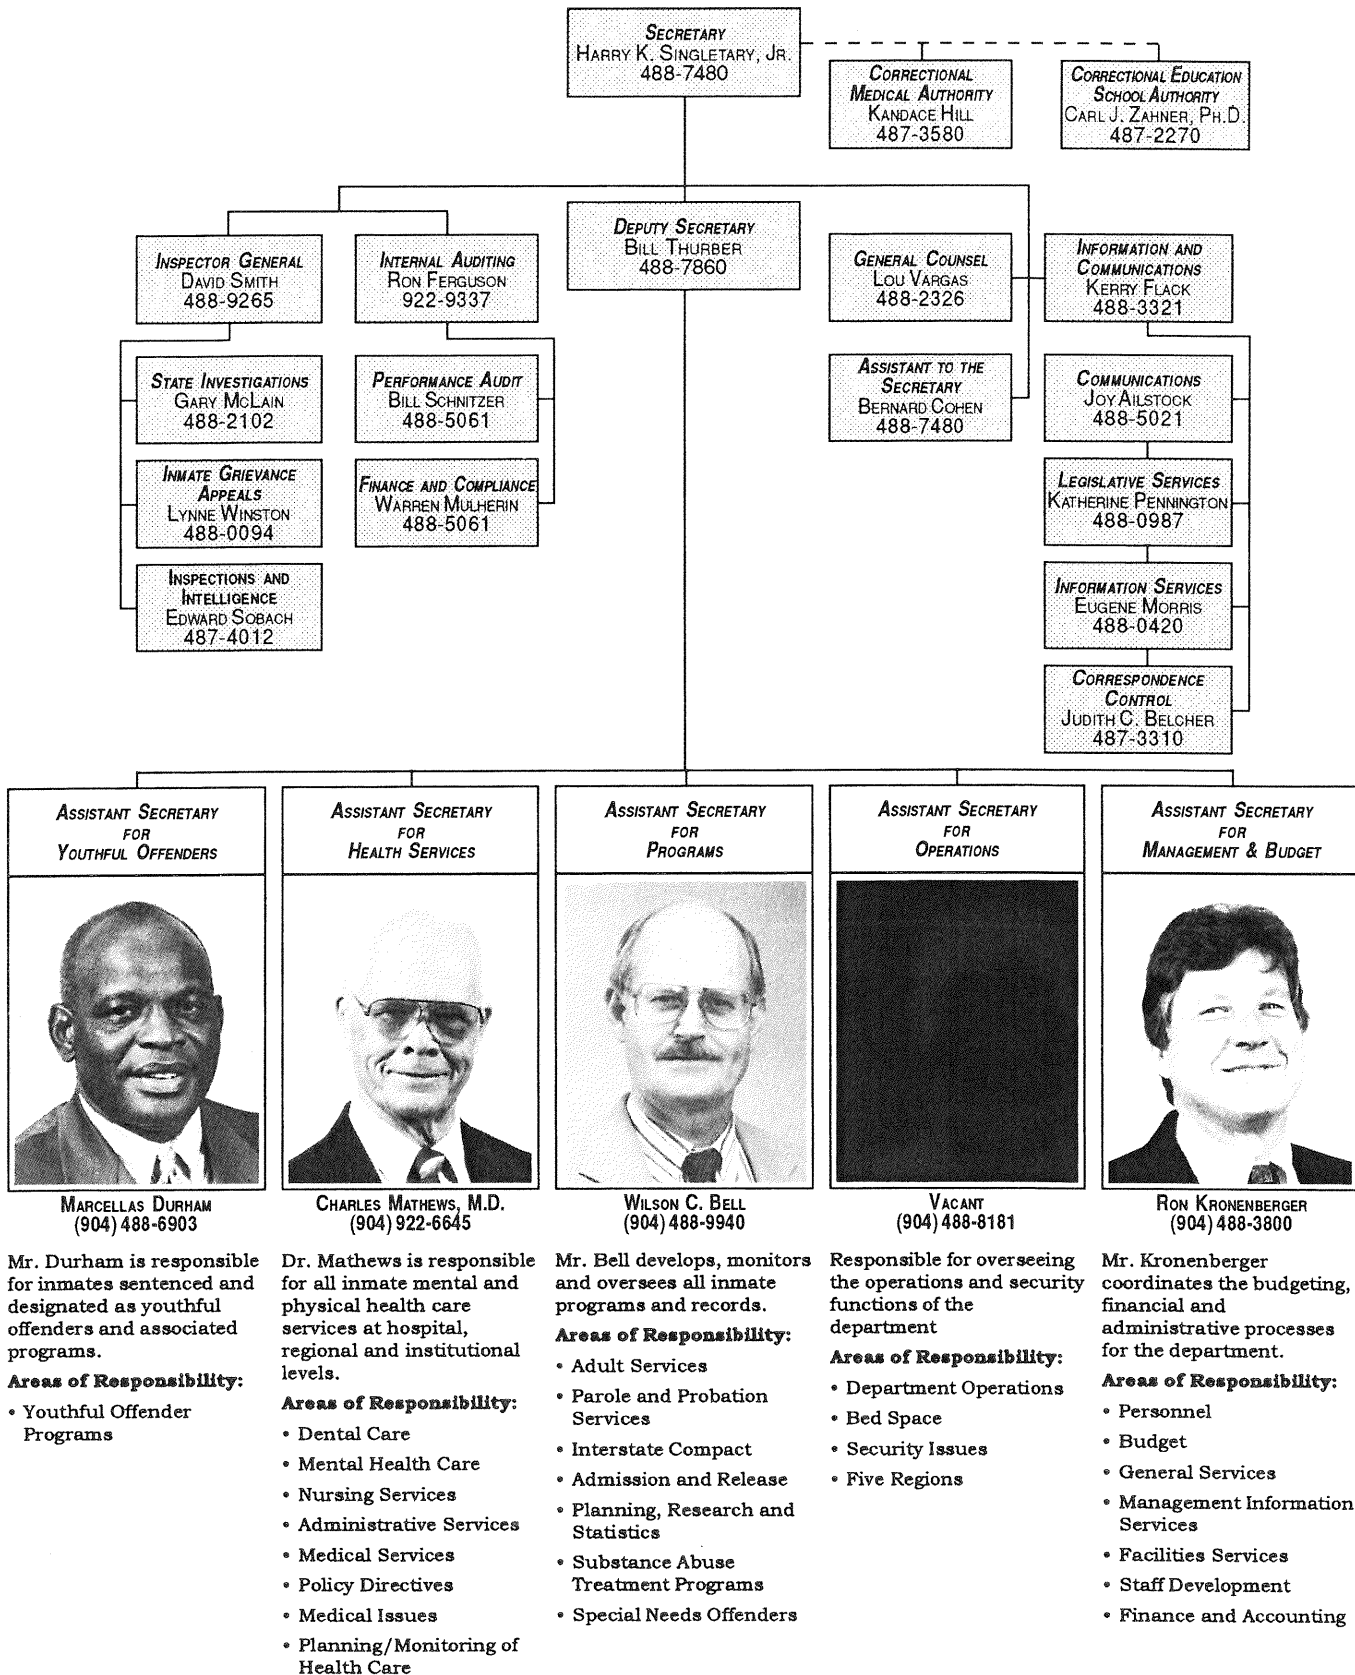 SECRETARY
HARRY K. SINGLETARY, JR.
488-7480
CORRECTIONAL
MEDICAL AUTHORITY
KANDACE HILL
487-3580
CORRECTIONAL EDUCATION
SCHOOL AUTHORITY
CARL J. ZAHNER, PH.D.
487-2270
INSPECTOR GENERAL
DAVID SMITH
488-9265
INTERNAL AUDITING
RON FERGUSON
922-9337
DEPUTY SECRETARY
BILL THURBER
488-7860
GENERAL COUNSEL
LOU VARGAS
488-2326
INFORMATION AND
COMMUNICATIONS
KERRY FLACK
488-3321
STATE INVESTIGATIONS
GARY MCLAIN
488-2102
PERFORMANCE AUDIT
BILL SCHNITZER
488-5061
ASSISTANT TO THE
SECRETARY
BERNARD COHEN
488-7480
COMMUNICATIONS
JOY AILSTOCK
488-5021
INMATE GRIEVANCE
APPEALS
LYNNE WINSTON
488-0094
FINANCE AND COMPLIANCE
WARREN MULHERIN
488-5061
LEGISLATIVE SERVICES
KATHERINE PENNINGTON
488-0987
INSPECTIONS AND
INTELLIGENCE
EDWARD SOBACH
487-4012
INFORMATION SERVICES
EUGENE MORRIS
488-0420
CORRESPONDENCE
CONTROL
JUDITH C. BELCHER
487-3310
ASSISTANT SECRETARY
FOR
YOUTHFUL OFFENDERS
MARCELLAS DURHAM
(904) 488-6903
Mr. Durham is responsible
for inmates sentenced and
designated as youthful
offenders and associated
programs.
Areas of Responsibility:
• Youthful Offender
Programs
ASSISTANT SECRETARY
FOR
HEALTH SERVICES
CHARLES MATHEWS, M.D.
(904) 922-6645
Dr. Mathews is responsible
for all inmate mental and
physical health care
services at hospital,
regional and institutional
levels.
Areas of Responsibility:
• Dental Care
• Mental Health Care
• Nursing Services
• Administrative Services
• Medical Services
• Policy Directives
• Medical Issues
• Planning/Monitoring of
Health Care
ASSISTANT SECRETARY
FOR
PROGRAMS
WILSON C. BELL
(904) 488-9940
Mr. Bell develops, monitors
and oversees all inmate
programs and records.
Areas of Responsibility:
• Adult Services
• Parole and Probation
Services
• Interstate Compact
• Admission and Release
• Planning, Research and
Statistics
• Substance Abuse
Treatment Programs
• Special Needs Offenders
ASSISTANT SECRETARY
FOR
OPERATIONS
VACANT
(904) 488-8181
Responsible for overseeing
the operations and security
functions of the
department
Areas of Responsibility:
• Department Operations
• Bed Space
• Security Issues
• Five Regions
ASSISTANT SECRETARY
FOR
MANAGEMENT & BUDGET
RON KRONENBERGER
(904) 488-3800
Mr. Kronenberger
coordinates the budgeting,
financial and
administrative processes
for the department.
Areas of Responsibility:
• Personnel
• Budget
• General Services
• Management Information
Services
• Facilities Services
• Staff Development
• Finance and Accounting